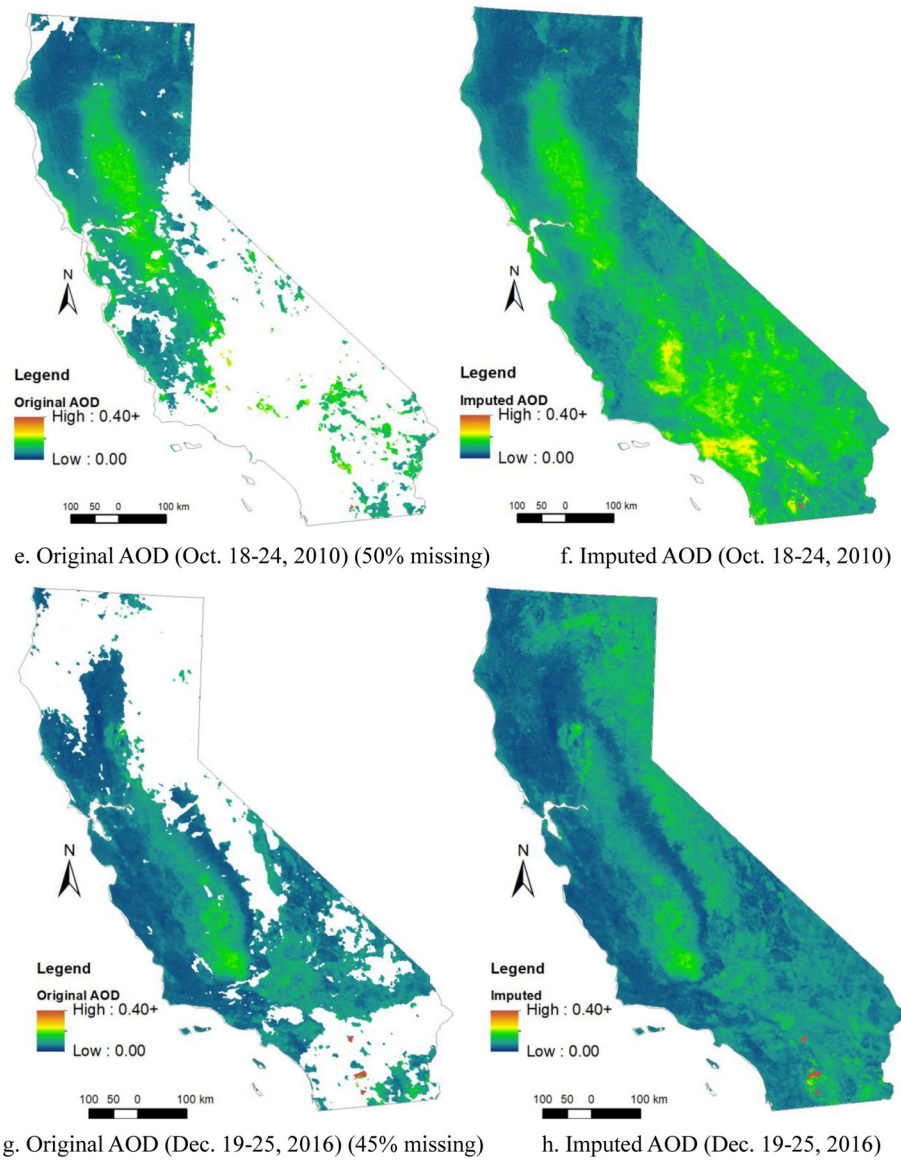 N
N
Legend
Original AOD
High : 0.40+
Low : 0.00
100 50 0 100 km
Legend
Imputed AOD
High : 0.40+
Low : 0.00
100 50 0 100 km
e. Original AOD (Oct. 18-24, 2010) (50% missing)
f. Imputed AOD (Oct. 18-24, 2010)
N
N
Legend
Original AOD
High : 0.40+
Low : 0.00
100 50 0 100 km
Legend
Imputed
High : 0.40+
Low : 0.00
100 50 0 100 km
g. Original AOD (Dec. 19-25, 2016) (45% missing)
h. Imputed AOD (Dec. 19-25, 2016)